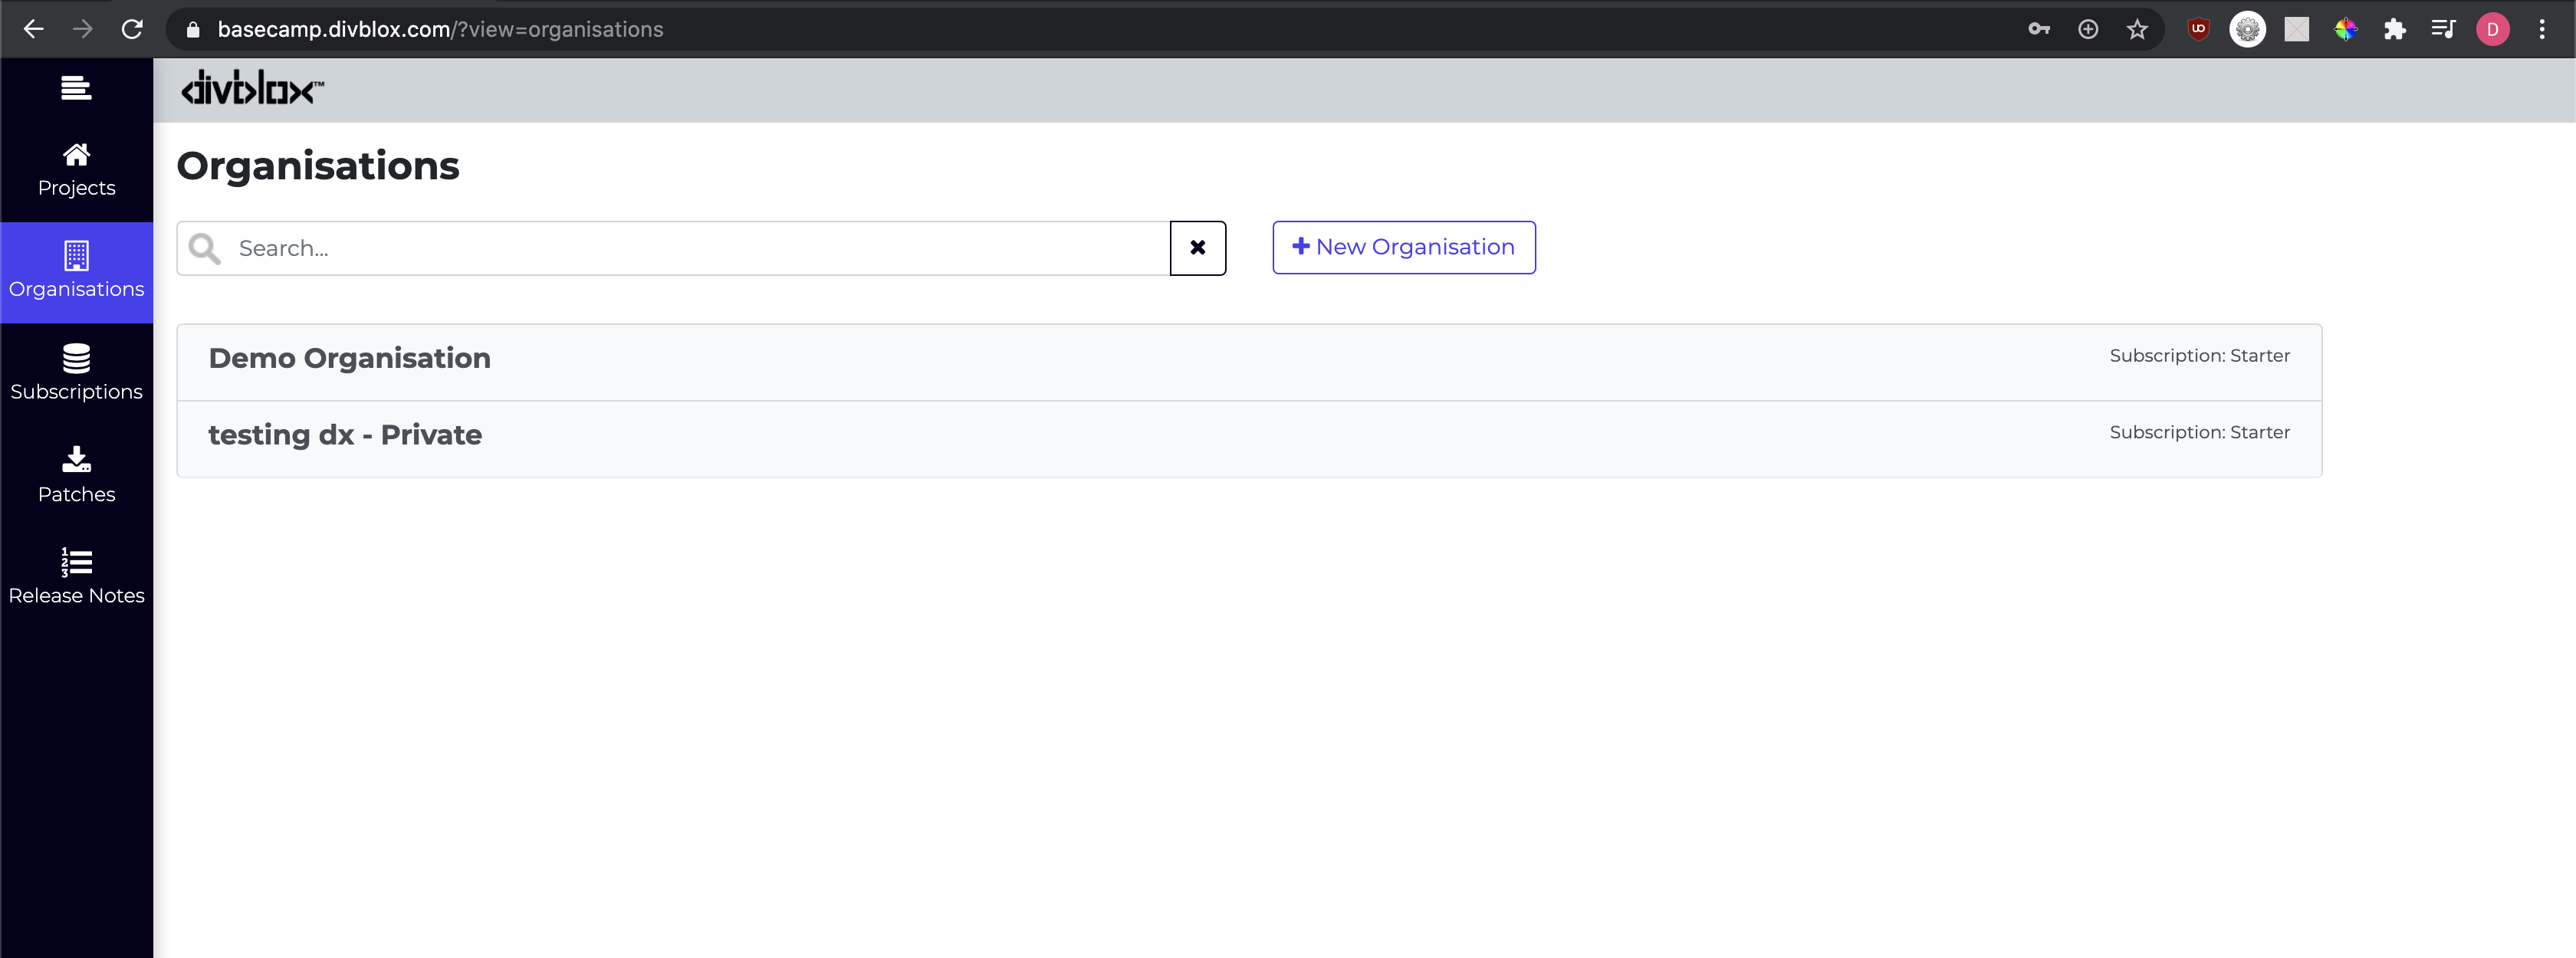 basecamp.divblox.com/?view=organisations
D
divblox™
Projects
Organisations
Subscriptions
Patches
Release Notes
Organisations
Search...
New Organisation
Demo Organisation
Subscription: Starter
testing dx - Private
Subscription: Starter